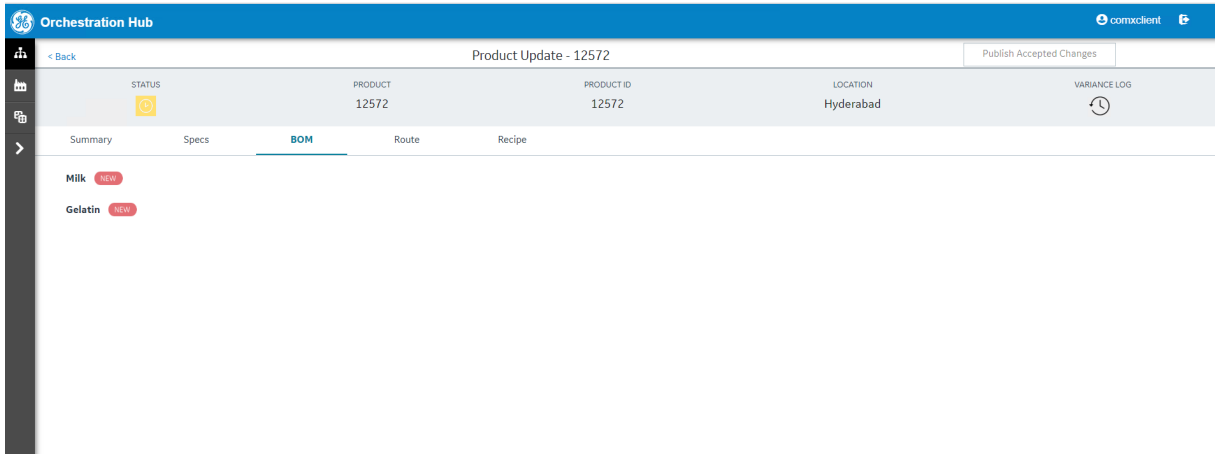 Orchestration Hub comxclient
< Back Product Update - 12572 Publish Accepted Changes
STATUS PRODUCT PRODUCT ID LOCATION VARIANCE LOG
12572 12572 Hyderabad
Summary Specs BOM Route Recipe
Milk NEW
Gelatin NEW